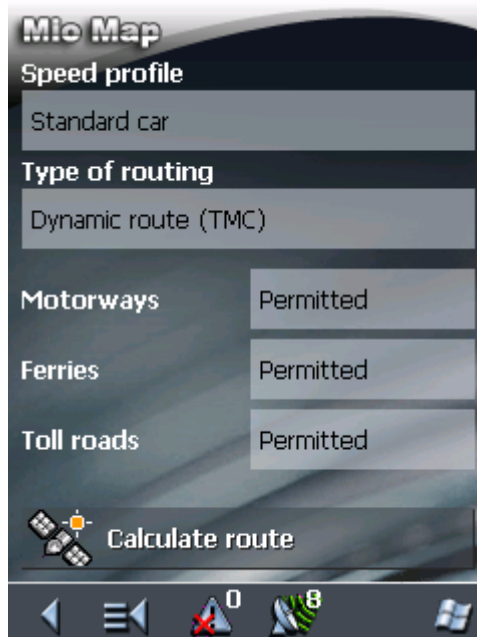 Mio Map
Speed profile
Standard car
Type of routing
Dynamic route (TMC)
Motorways Permitted
Ferries Permitted
Toll roads Permitted
Calculate route
0 8